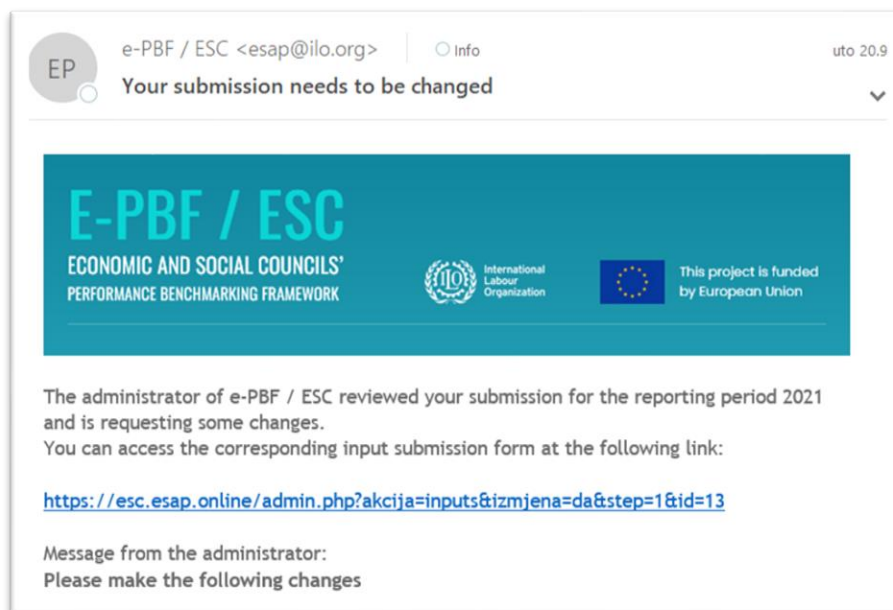 EP
e-PBF / ESC <esap@ilo.org>
Info
uto 20.9
Your submission needs to be changed
E-PBF / ESC
ECONOMIC AND SOCIAL COUNCILS'
PERFORMANCE BENCHMARKING FRAMEWORK
International
Labour
Organization
This project is funded
by European Union
The administrator of e-PBF / ESC reviewed your submission for the reporting period 2021
and is requesting some changes.
You can access the corresponding input submission form at the following link:
https://esc.esap.online/admin.php?akcija=inputs&izmjena=da&step=1&id=13
Message from the administrator:
Please make the following changes